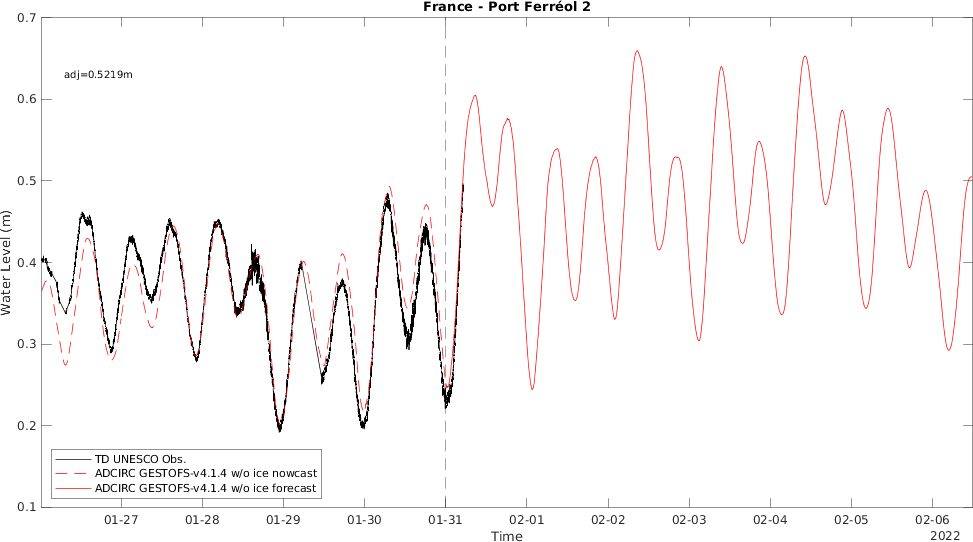 France - Port Ferréol 2
adj=0.5219m
Water Level (m)
0.7
0.6
0.5
0.4
0.3
0.2
0.1
TD UNESCO Obs.
ADCIRC GESTOFS-v4.1.4 w/o ice nowcast
ADCIRC GESTOFS-v4.1.4 w/o ice forecast
01-27 01-28 01-29 01-30 01-31 02-01 02-02 02-03 02-04 02-05 02-06
2022
Time